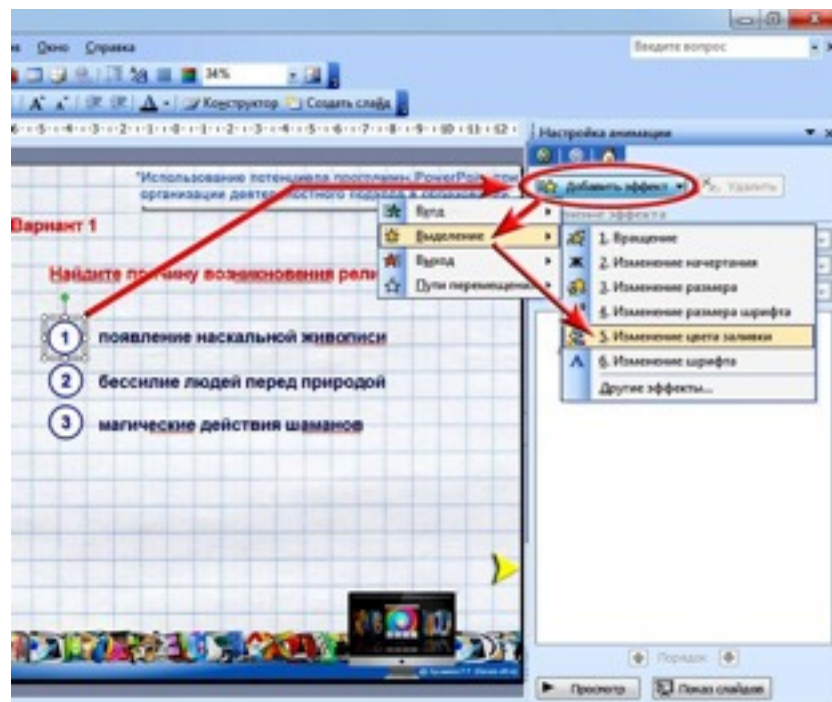 Окно Справка
Введите вопрос
34%
Конструктор Создать слайд
Настройка анимации
"Использование потенциала программ PowerPoint при
организации деятельностного подхода в образовании
Добавить эффект
Удалить
Вариант 1
Вход
Выделение
Выход
Пути перемещения
1. Вращение
2. Изменение начертания
3. Изменение размера
4. Изменение размера шрифта
5. Изменение цвета заливки
6. Изменение шрифта
Другие эффекты...
Найдите причину возникновения
1 появление наскальной живописи
2 бессилие людей перед природой
3 магические действия шаманов
Порядок
Просмотр Показ слайдов